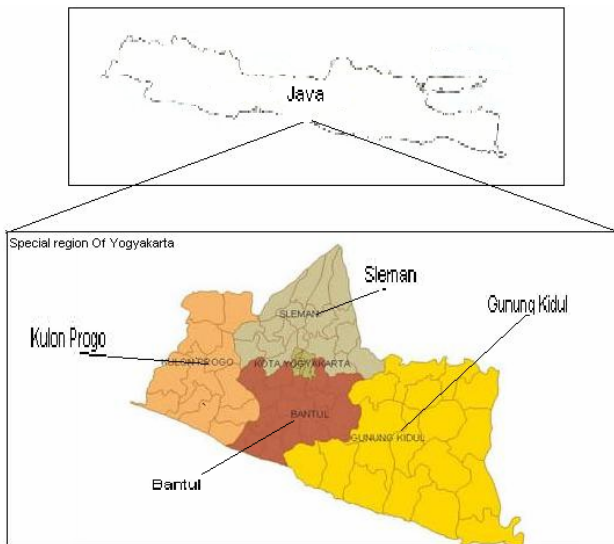 Java
Special region Of Yogyakarta
Sleman
SLEMAN
Gunung Kidul
Kulon Progo
KULON PROGO
KOTA YOGYAKARTA
BANTUL
GUNUNG KIDUL
Bantul